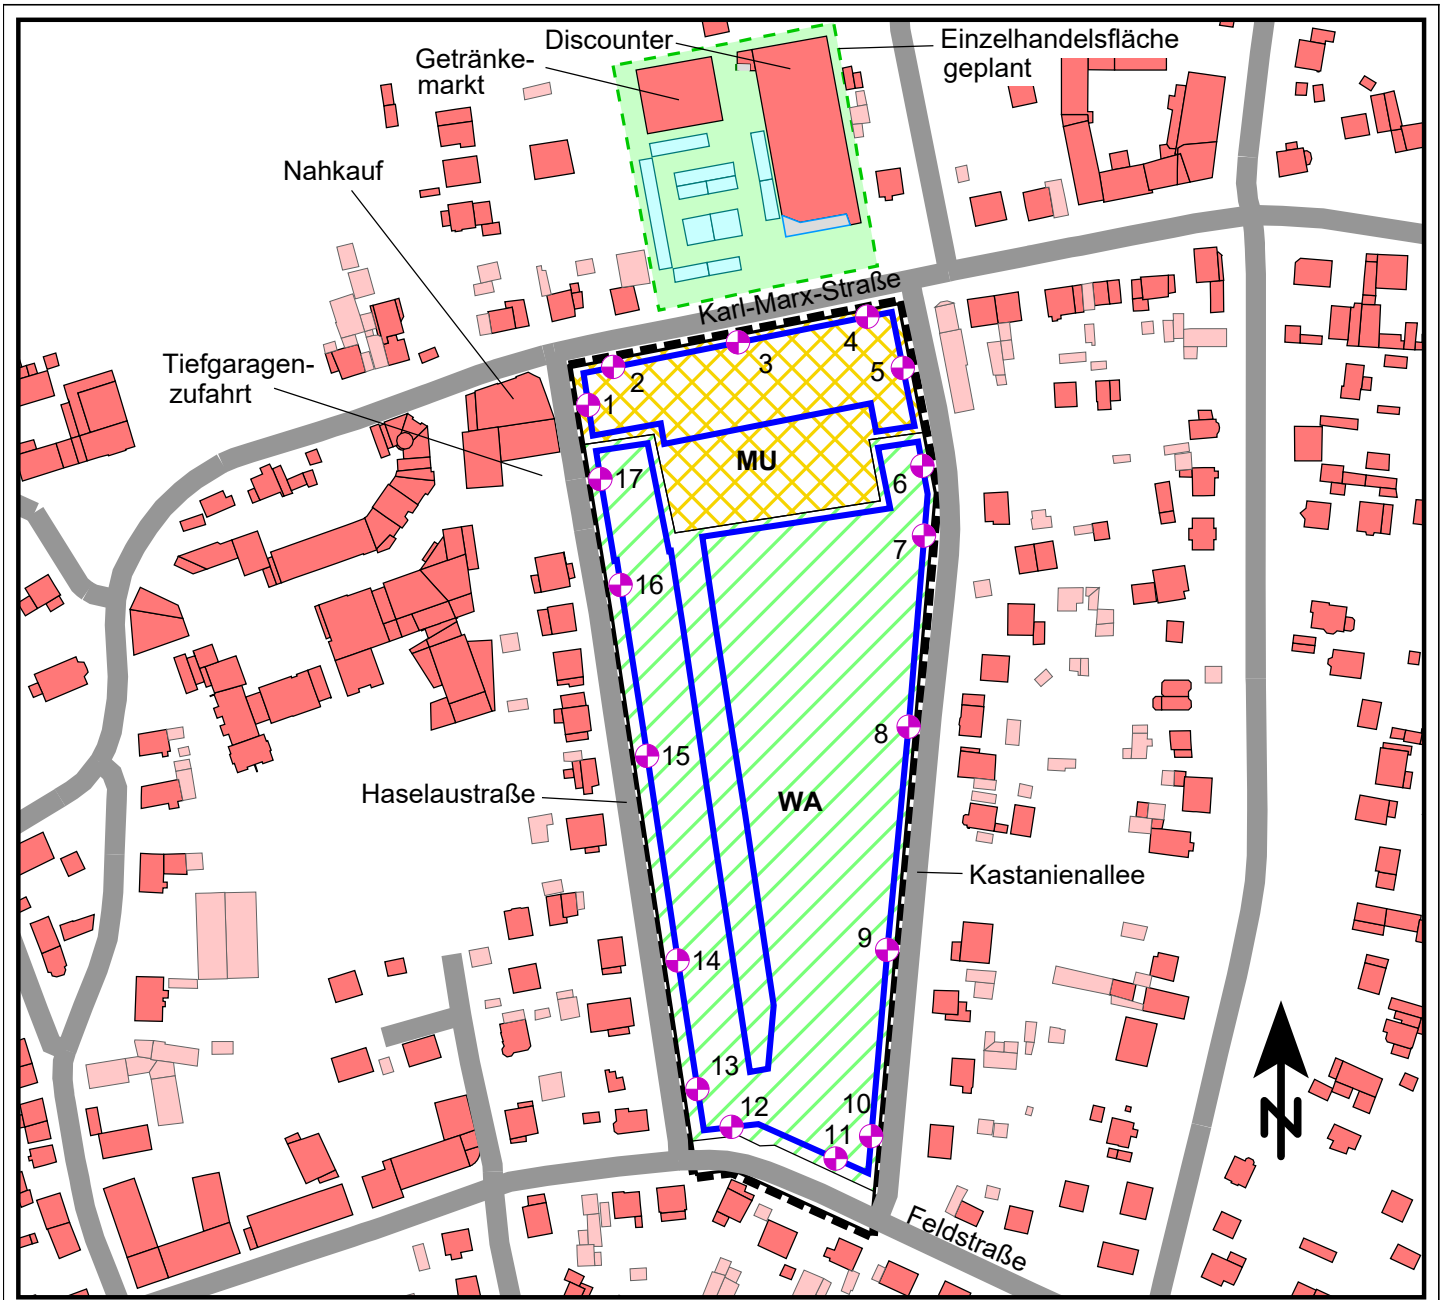 Discounter
Einzelhandelsfläche
geplant
Getränke-
markt
Nahkauf
Karl-Marx-Straße
Tiefgaragen-
zufahrt
4
3
5
2
1
MU
17
6
7
16
8
15
WA
Haselaustraße
Kastanienallee
9
14
13
12
10
11
Feldstraße
N